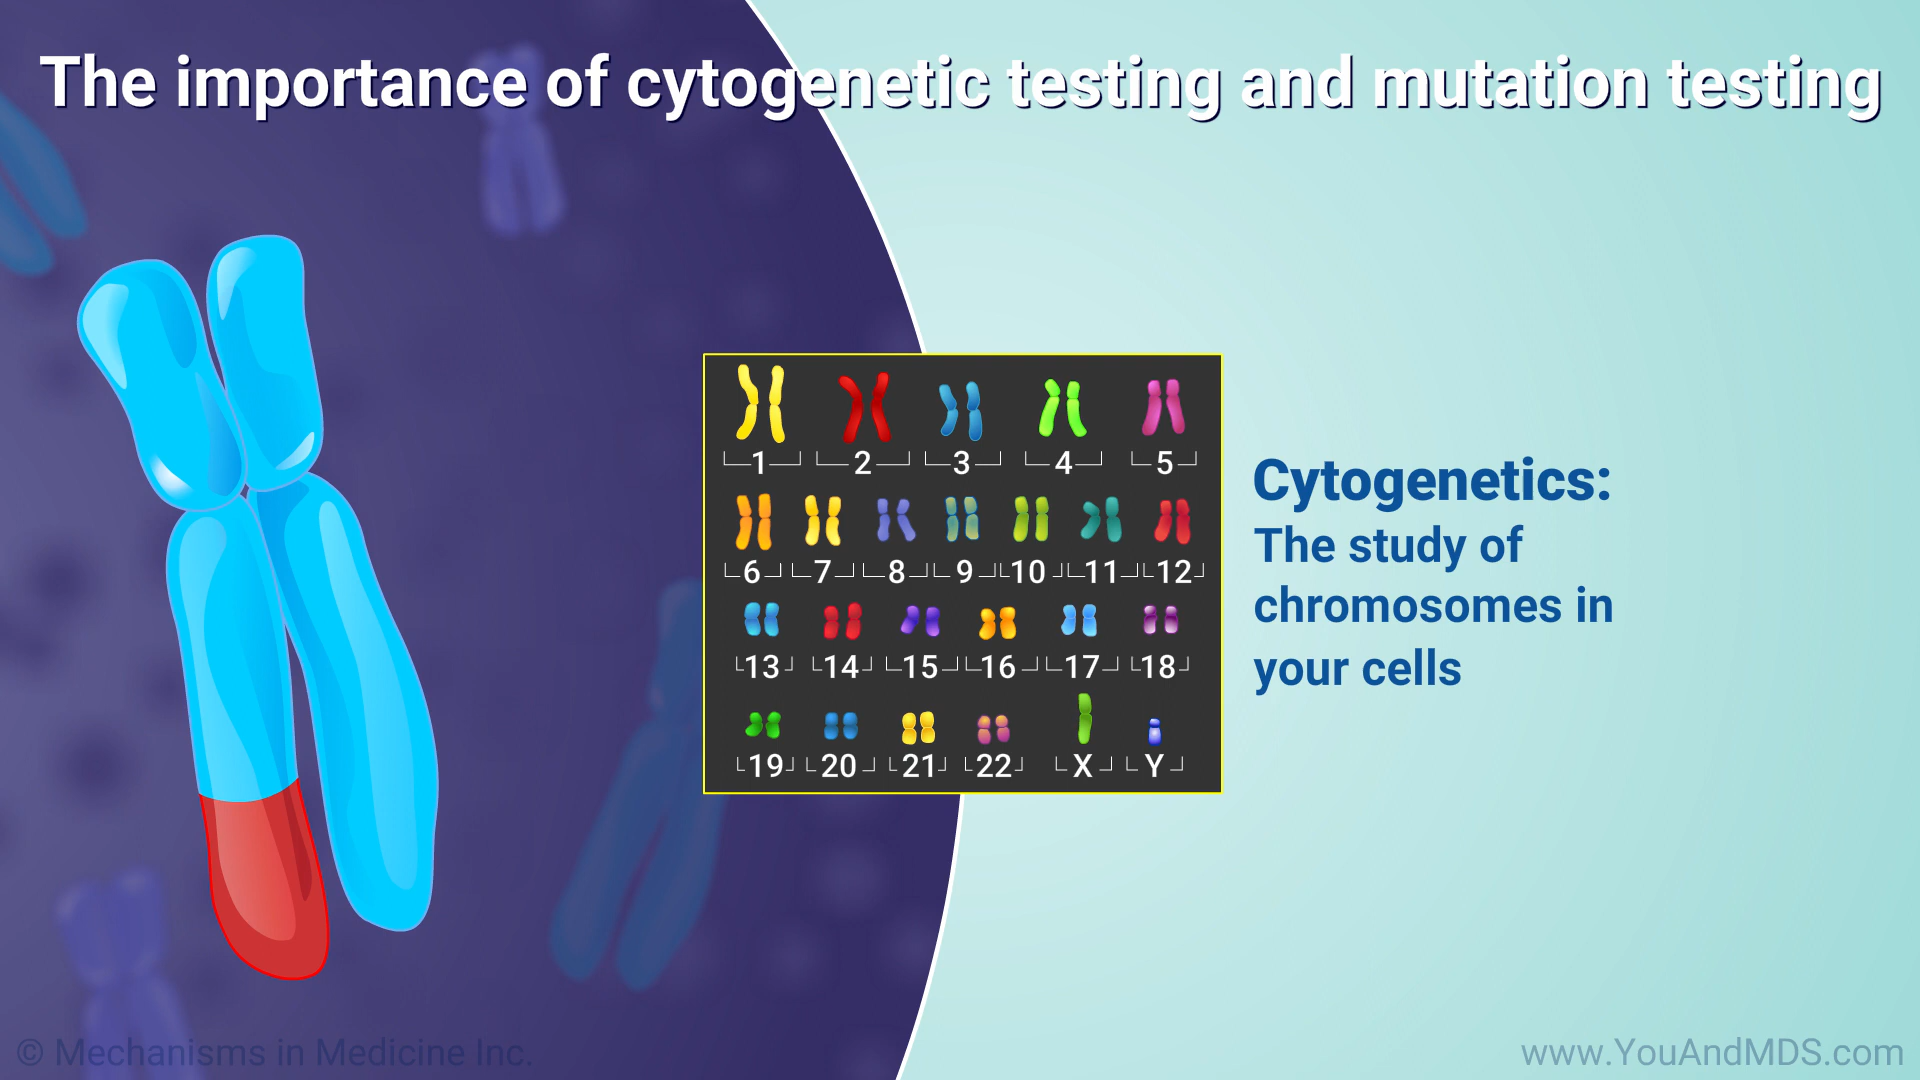 The importance of cytogenetic testing and mutation testing
1 2 3 4 5
6 7 8 9 10 11 12
13 14 15 16 17 18
19 20 21 22 X Y
Cytogenetics:
The study of
chromosomes in
your cells
© Mechanisms in Medicine Inc.
www.YouAndMDS.com